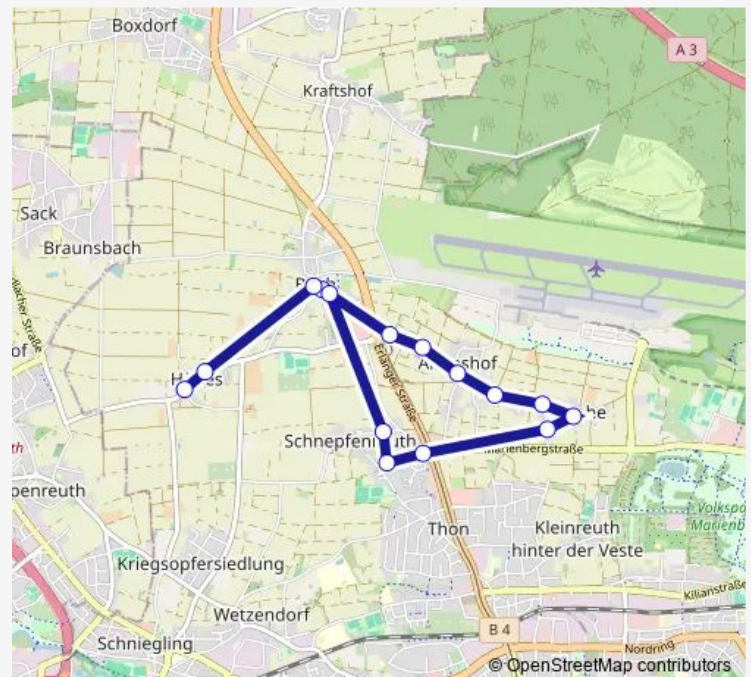 Boxdorf
A 3
Kraftshof
Sack
Braunsbach
Erlanger Straße
Schnepfenreuth
Marienbergstraße
Thon
Kleinreuth
hinter der Veste
Kriegsopfersiedlung
Wetzendorf
Kilianstraße
Schniegling
B 4
Nordring
© OpenStreetMap contributors